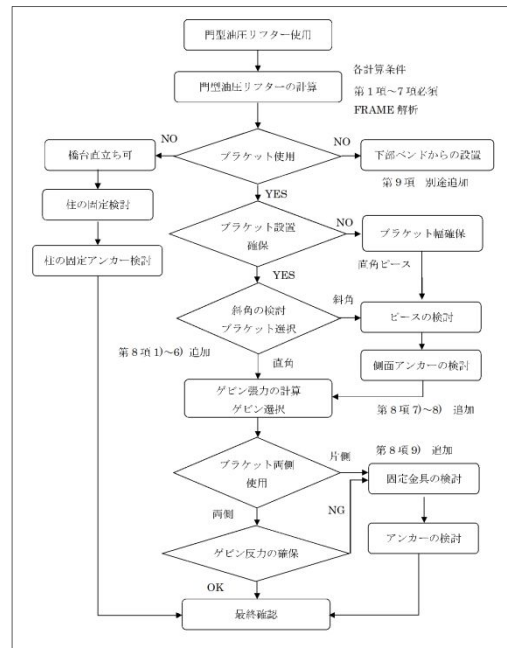 門型油圧リフター使用
門型油圧リフターの計算
各計算条件
第1項～7項必須
FRAME 解析
NO
NO
橋台直立ち可
ブラケット使用
下部ベンドからの設置
第9項 別途追加
YES
柱の固定検討
NO
ブラケット設置
確保
ブラケット幅確保
柱の固定アンカー検討
YES
直角ピース
斜角
斜角の検討
ブラケット選択
ピースの検討
第8項 1)～6) 追加
直角
側面アンカーの検討
ゲビン張力の計算
ゲビン選択
第8項 7)～8) 追加
片側
第8項 9) 追加
ブラケット両側
使用
固定金具の検討
両側
NG
ゲビン反力の確保
アンカーの検討
OK
最終確認